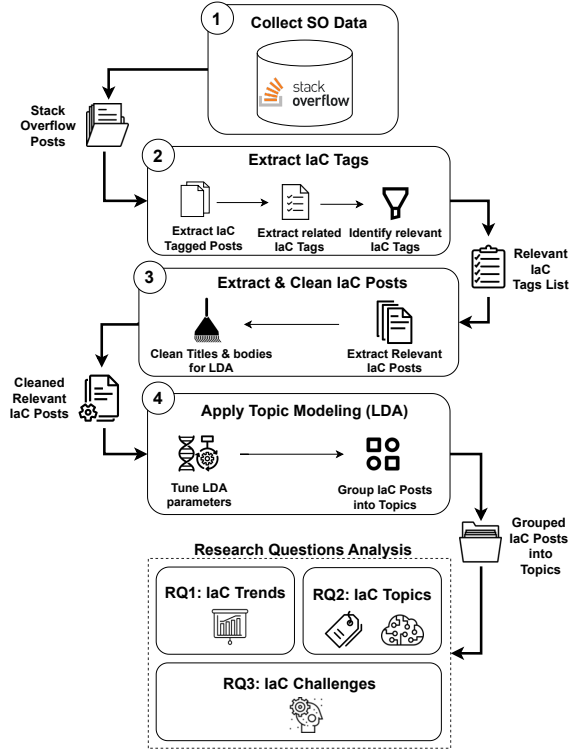 1
Collect SO Data
stack
overflow
Stack
Overflow
Posts
2
Extract IaC Tags
Extract IaC
Tagged Posts
Extract related
IaC Tags
Identify relevant
IaC Tags
Relevant
IaC
Tags List
3
Extract & Clean IaC Posts
Clean Titles & bodies
for LDA
Extract Relevant
IaC Posts
Cleaned
Relevant
IaC Posts
4
Apply Topic Modeling (LDA)
Tune LDA
parameters
Group IaC Posts
into Topics
Grouped
IaC Posts
into
Topics
Research Questions Analysis
RQ1: IaC Trends
RQ2: IaC Topics
RQ3: IaC Challenges